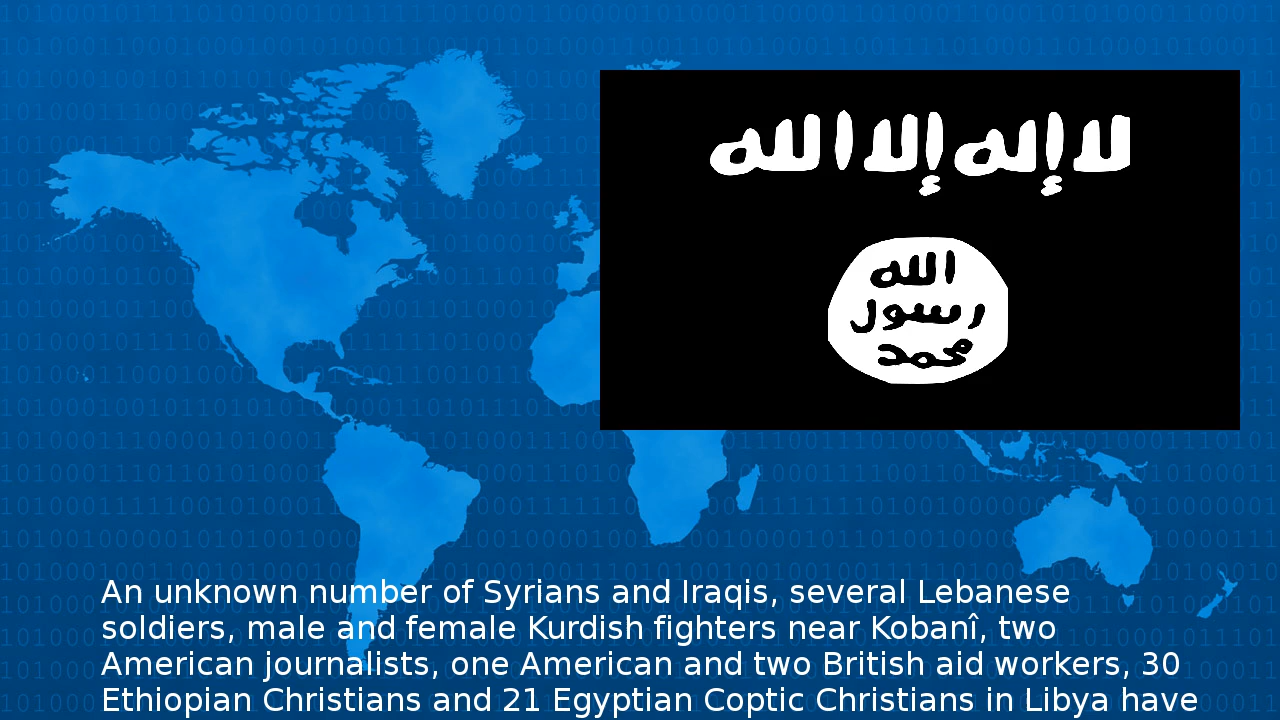 لا إله إلا الله
الله
رسول
محمد
An unknown number of Syrians and Iraqis, several Lebanese
soldiers, male and female Kurdish fighters near Kobanî, two
American journalists, one American and two British aid workers, 30
Ethiopian Christians and 21 Egyptian Coptic Christians in Libya have